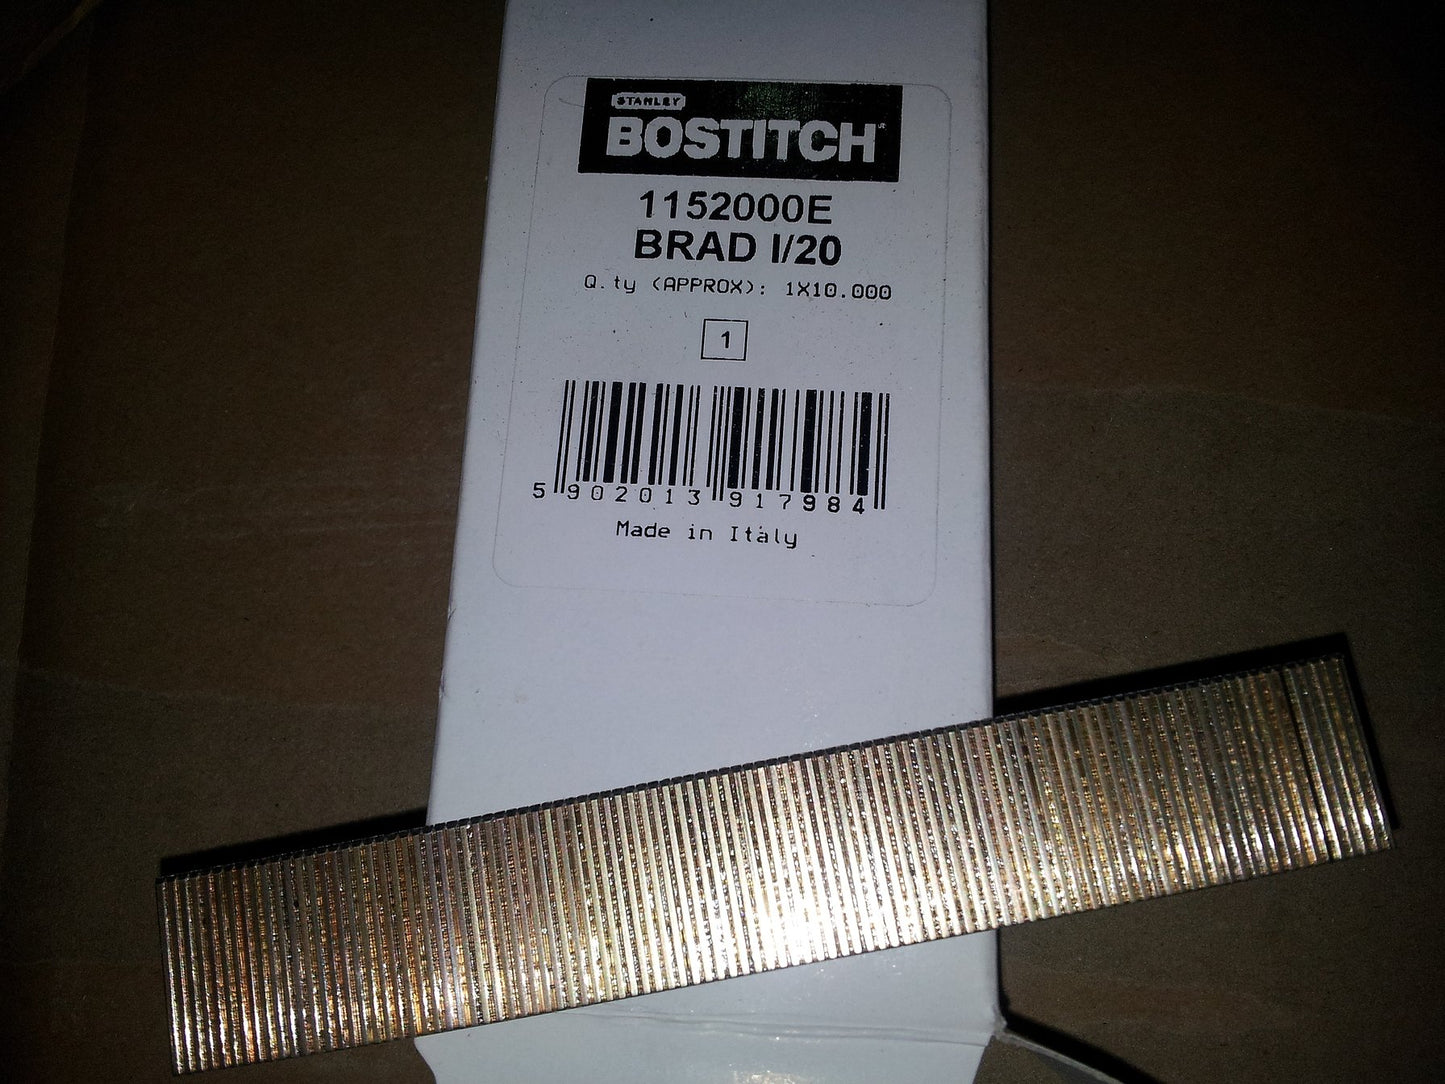 STANLEY
BOSTITCH
1152000E
BRAD I/20
Q.ty (APPROX): 1X10.000
1
5 902013 917984
Made in Italy